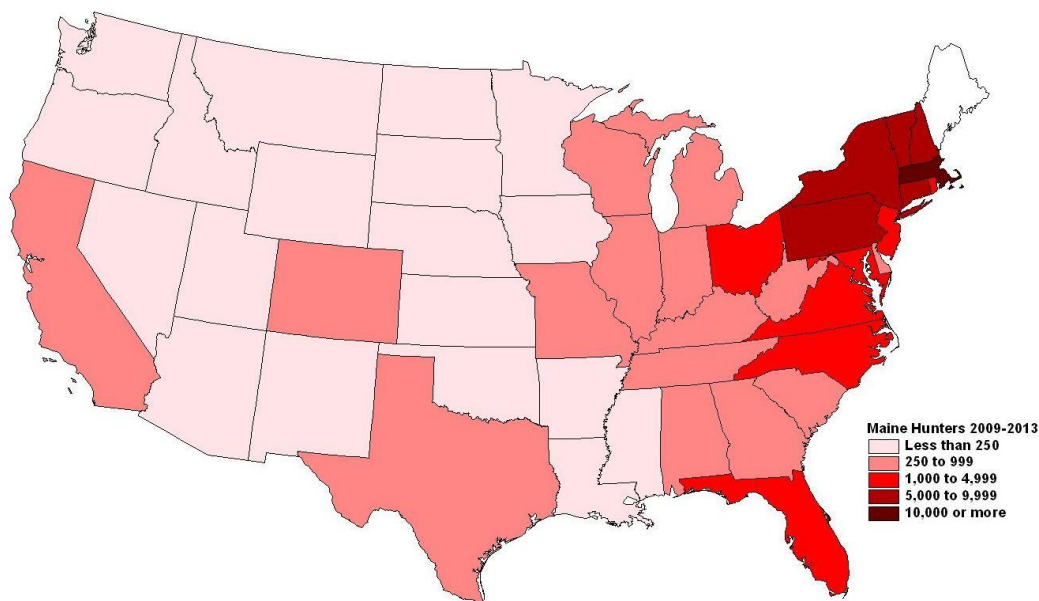 Maine Hunters 2009-2013
Less than 250
250 to 999
1,000 to 4,999
5,000 to 9,999
10,000 or more